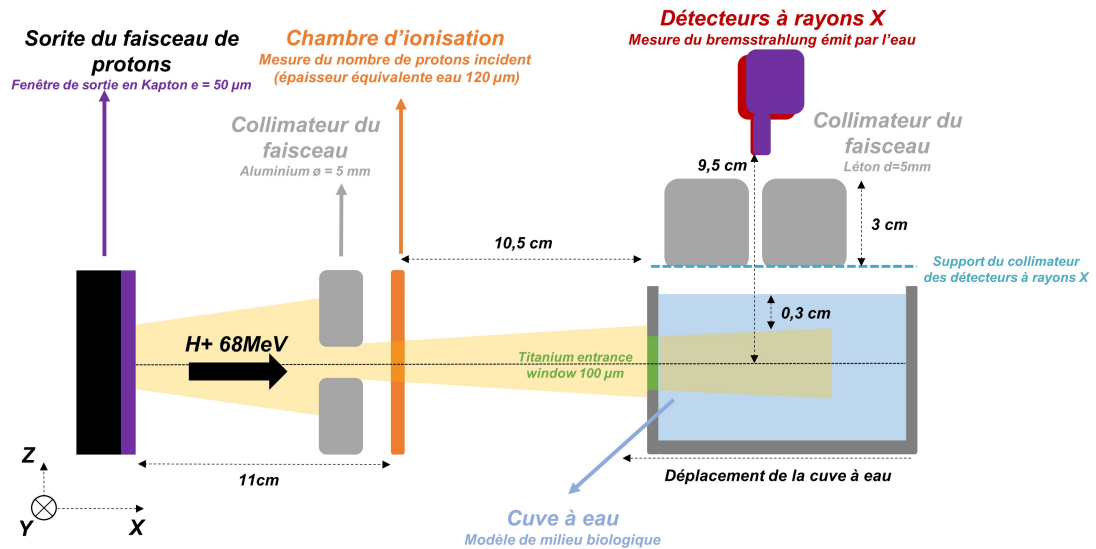 Sorite du faisceau de
protons
Fenêtre de sortie en Kapton e = 50 µm
Chambre d'ionisation
Mesure du nombre de protons incident
(épaisseur équivalente eau 120 µm)
Détecteurs à rayons X
Mesure du bremsstrahlung émit par l'eau
Collimateur du
faisceau
Aluminium ø = 5 mm
Collimateur du
faisceau
Léton d=5mm
9,5 cm
3 cm
10,5 cm
Support du collimateur
des détecteurs à rayons X
0,3 cm
H+ 68MeV
Titanium entrance
window 100 µm
Z
Y
X
11cm
Déplacement de la cuve à eau
Cuve à eau
Modèle de milieu biologique